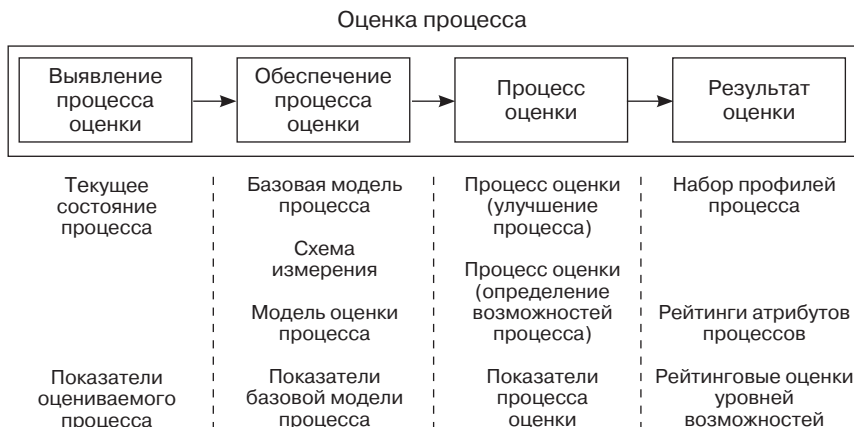 Оценка процесса
Выявление
процесса
оценки
Обеспечение
процесса
оценки
Процесс
оценки
Результат
оценки
Текущее
состояние
процесса
Показатели
оцениваемого
процесса
Базовая модель
процесса
Схема
измерения
Модель оценки
процесса
Показатели
базовой модели
процесса
Процесс оценки
(улучшение
процесса)
Процесс оценки
(определение
возможностей
процесса)
Показатели
процесса
оценки
Набор профилей
процесса
Рейтинги атрибутов
процессов
Рейтинговые оценки
уровней
возможностей